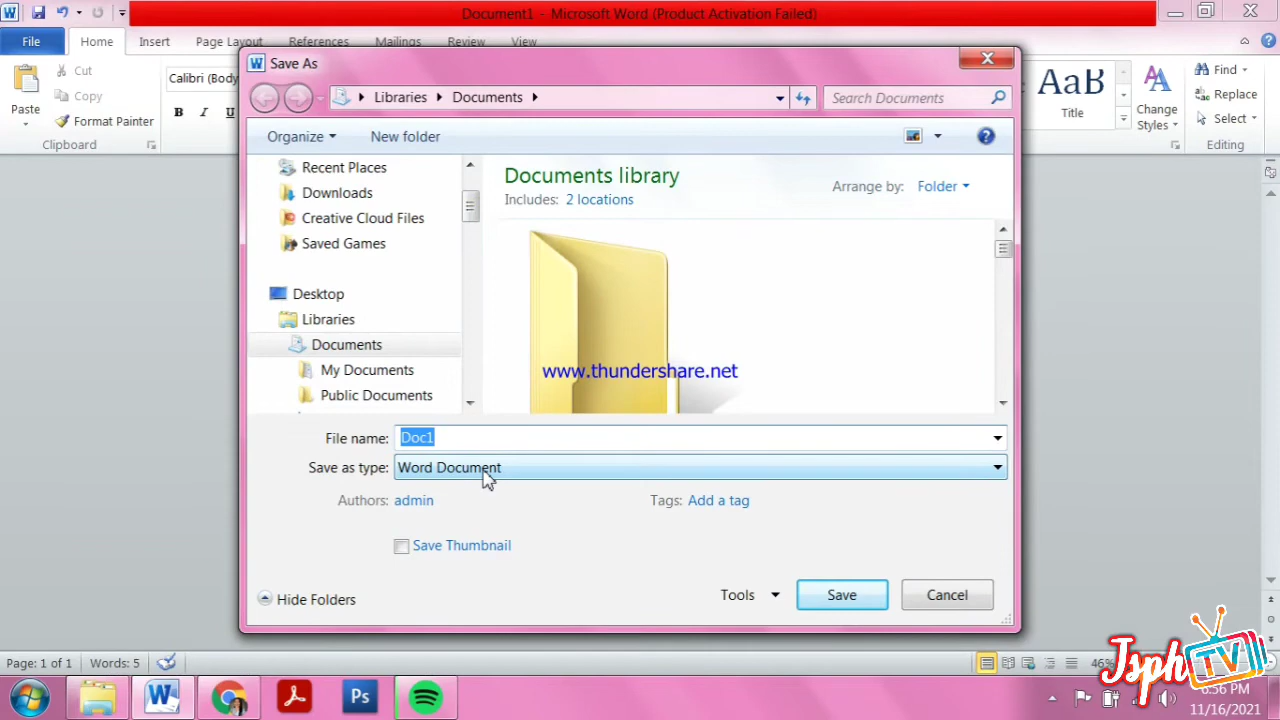 Document1 - Microsoft Word (Product Activation Failed)
File Home Insert Page Layout References Mailings Review View
Paste
Cut
Copy
Format Painter
Clipboard
Calibri (Body
B I U
AaB
Title
Change
Styles
Find
Replace
Select
Editing
Save As
Libraries Documents
Search Documents
Organize New folder
Recent Places
Downloads
Creative Cloud Files
Saved Games
Desktop
Libraries
Documents
My Documents
Public Documents
Documents library
Includes: 2 locations
Arrange by: Folder
www.thundershare.net
File name: Doc1
Save as type: Word Document
Authors: admin Tags: Add a tag
Save Thumbnail
Hide Folders Tools Save Cancel
Page: 1 of 1 Words: 5
46%
Jsph TV
Ps
6:56 PM
11/16/2021